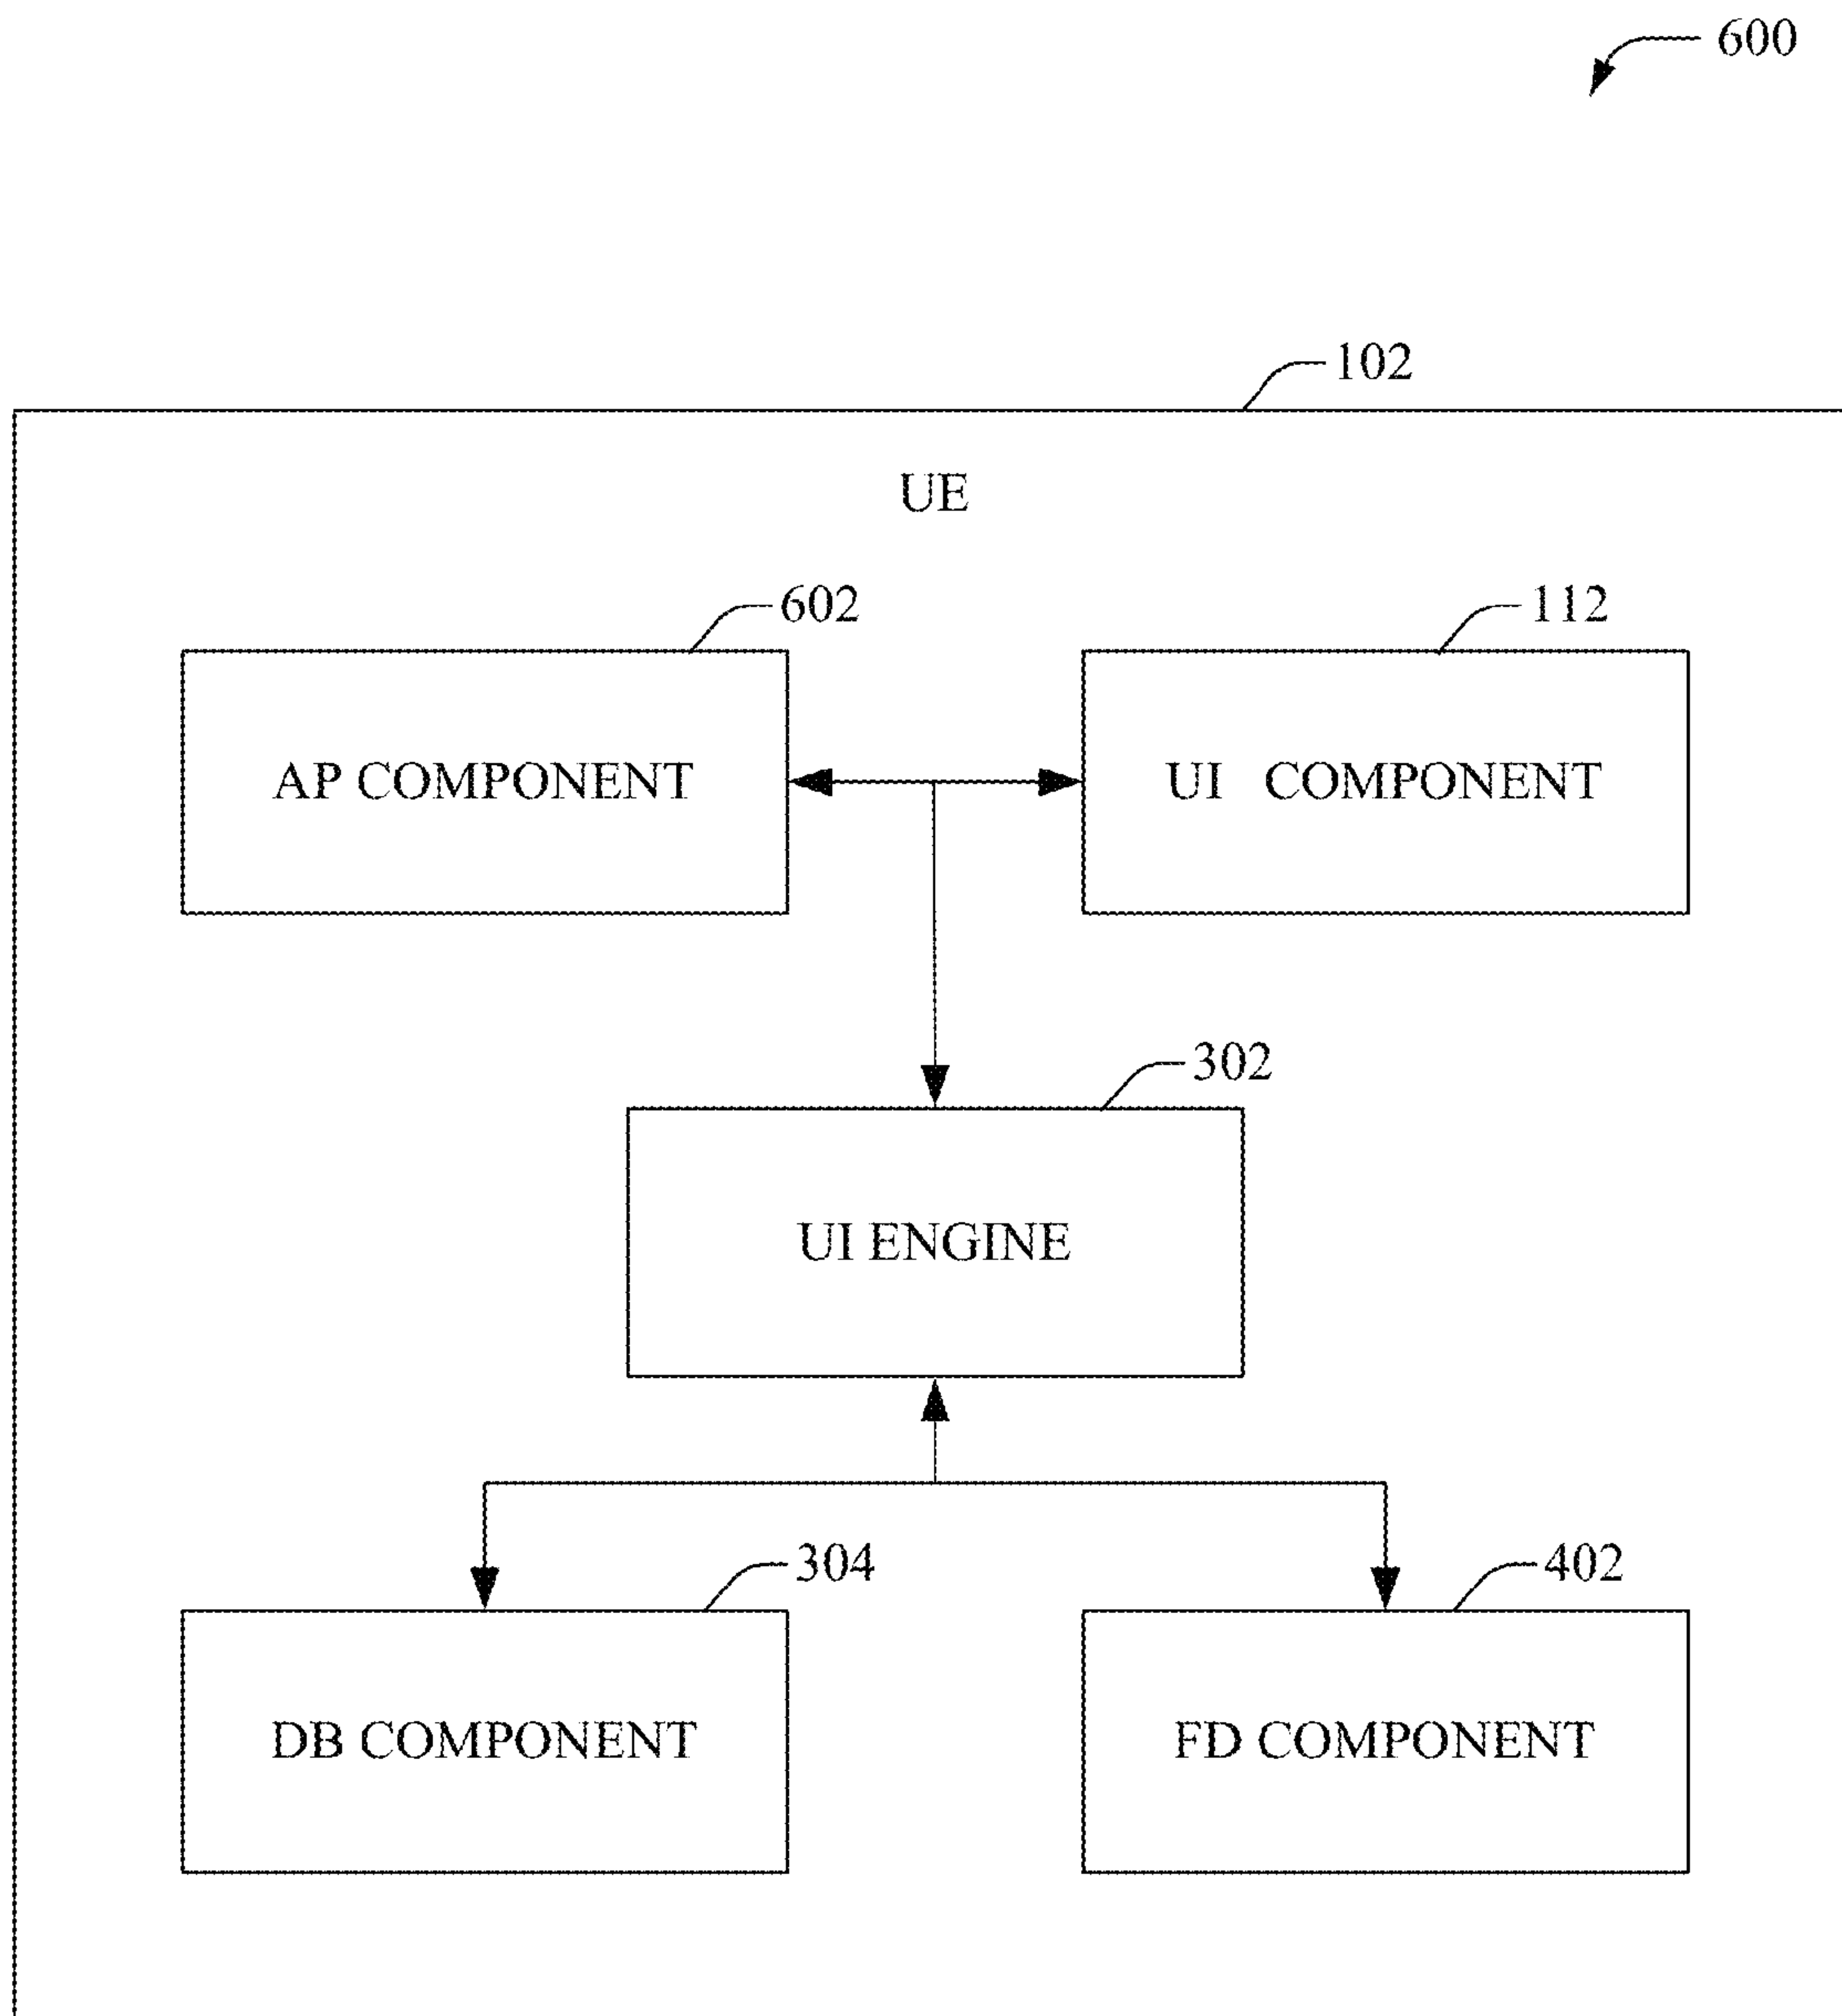 600
102
UE
602
112
AP COMPONENT
UI COMPONENT
302
UI ENGINE
304
402
DB COMPONENT
FD COMPONENT